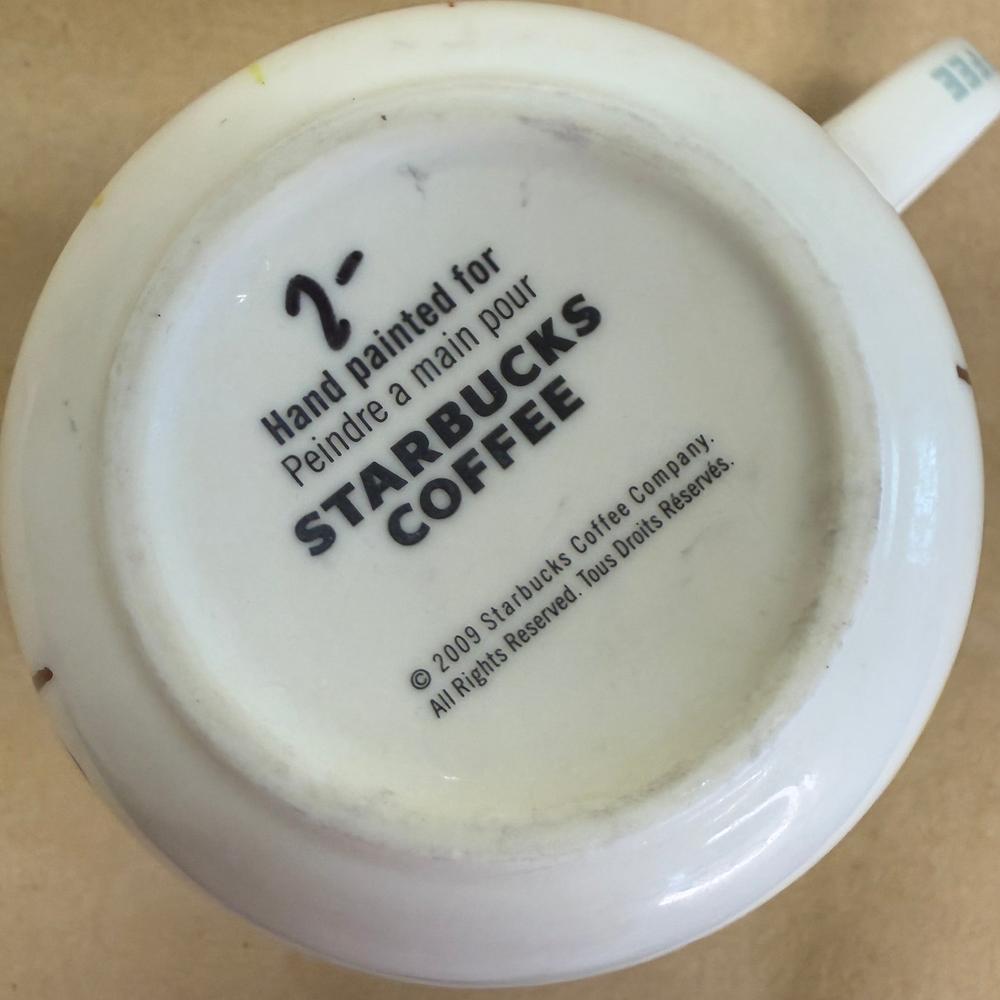 2-
Hand painted for
Peindre a main pour
STARBUCKS
COFFEE
© 2009 Starbucks Coffee Company.
All Rights Reserved. Tous Droits Réservés.